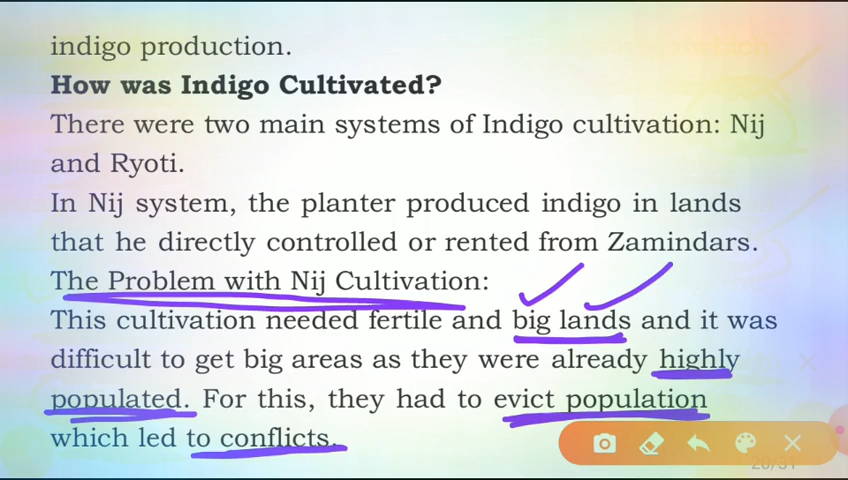 indigo production.
How was Indigo Cultivated?
There were two main systems of Indigo cultivation: Nij
and Ryoti.
In Nij system, the planter produced indigo in lands
that he directly controlled or rented from Zamindars.
The Problem with Nij Cultivation:
This cultivation needed fertile and big lands and it was
difficult to get big areas as they were already highly
populated. For this, they had to evict population
which led to conflicts.
20/31